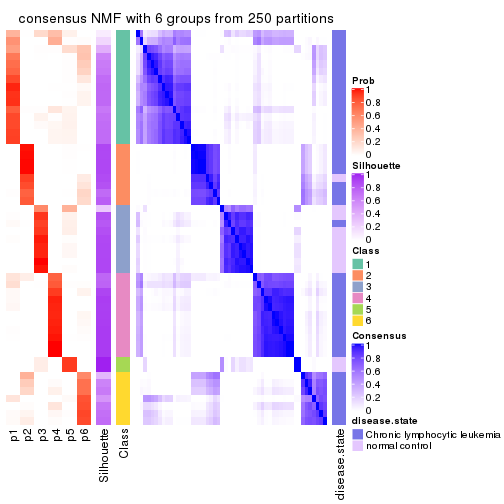 consensus NMF with 6 groups from 250 partitions
Prob
1
0.8
0.6
0.4
0.2
0
Silhouette
1
0.8
0.6
0.4
0.2
0
Class
1
2
3
4
5
6
Consensus
1
0.8
0.6
0.4
0.2
0
disease.state
Chronic lymphocytic leukemia
normal control
p1
p2
p3
p4
p5
p6
Silhouette
Class
disease.state